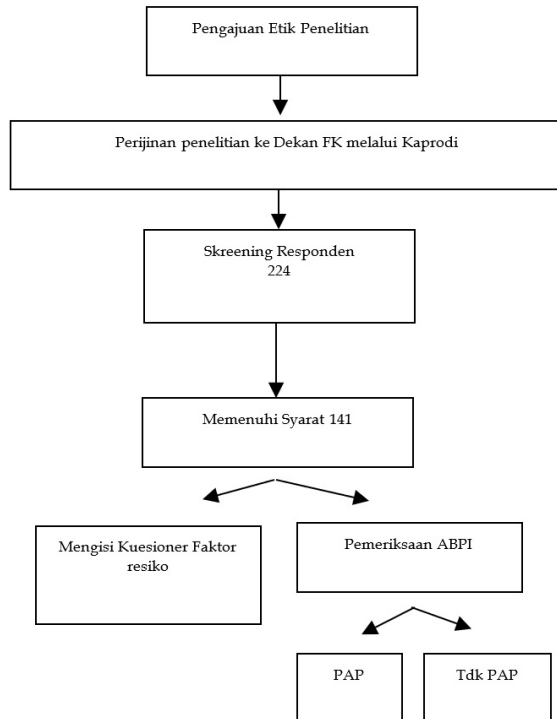 Pengajuan Etik Penelitian
Perijinan penelitian ke Dekan FK melalui Kaprodi
Skreening Responden
224
Memenuhi Syarat 141
Mengisi Kuesioner Faktor
resiko
Pemeriksaan ABPI
PAP
Tdk PAP